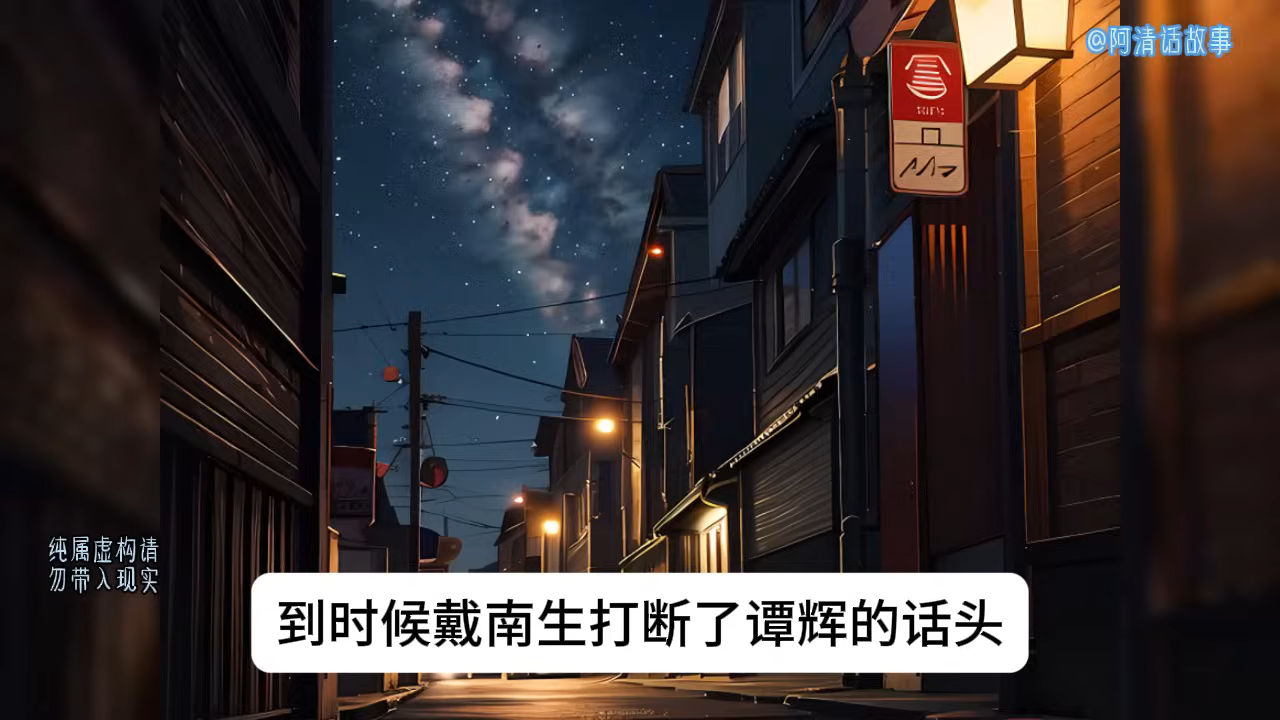 @阿清话故事
纯属虚构请
勿带入现实
到时候戴南生打断了谭辉的话头